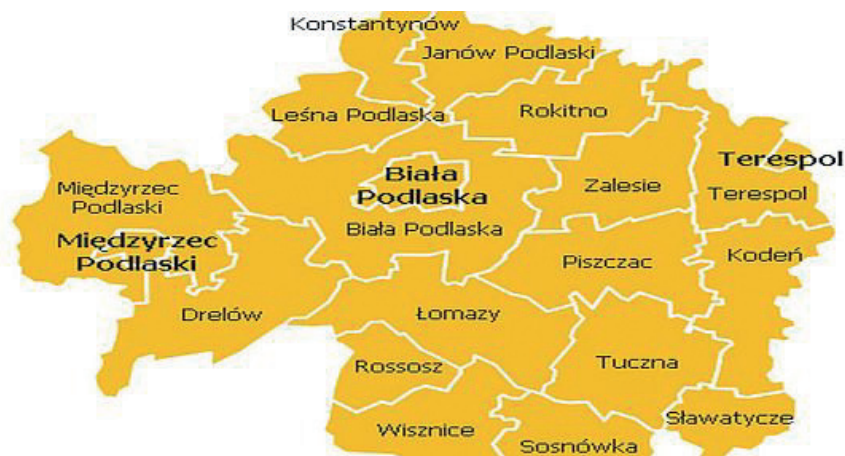 Konstantynów
Janów Podlaski
Leśna Podlaska
Rokitno
Terespol
Biała
Podlaska
Zalesie
Terespol
Międzyrzec
Podlaski
Biała Podlaska
Międzyrzec
Podlaski
Piszczac
Kodeń
Drelów
Łomazy
Rossosz
Tuczna
Sławatycze
Wisznice
Sosnówka